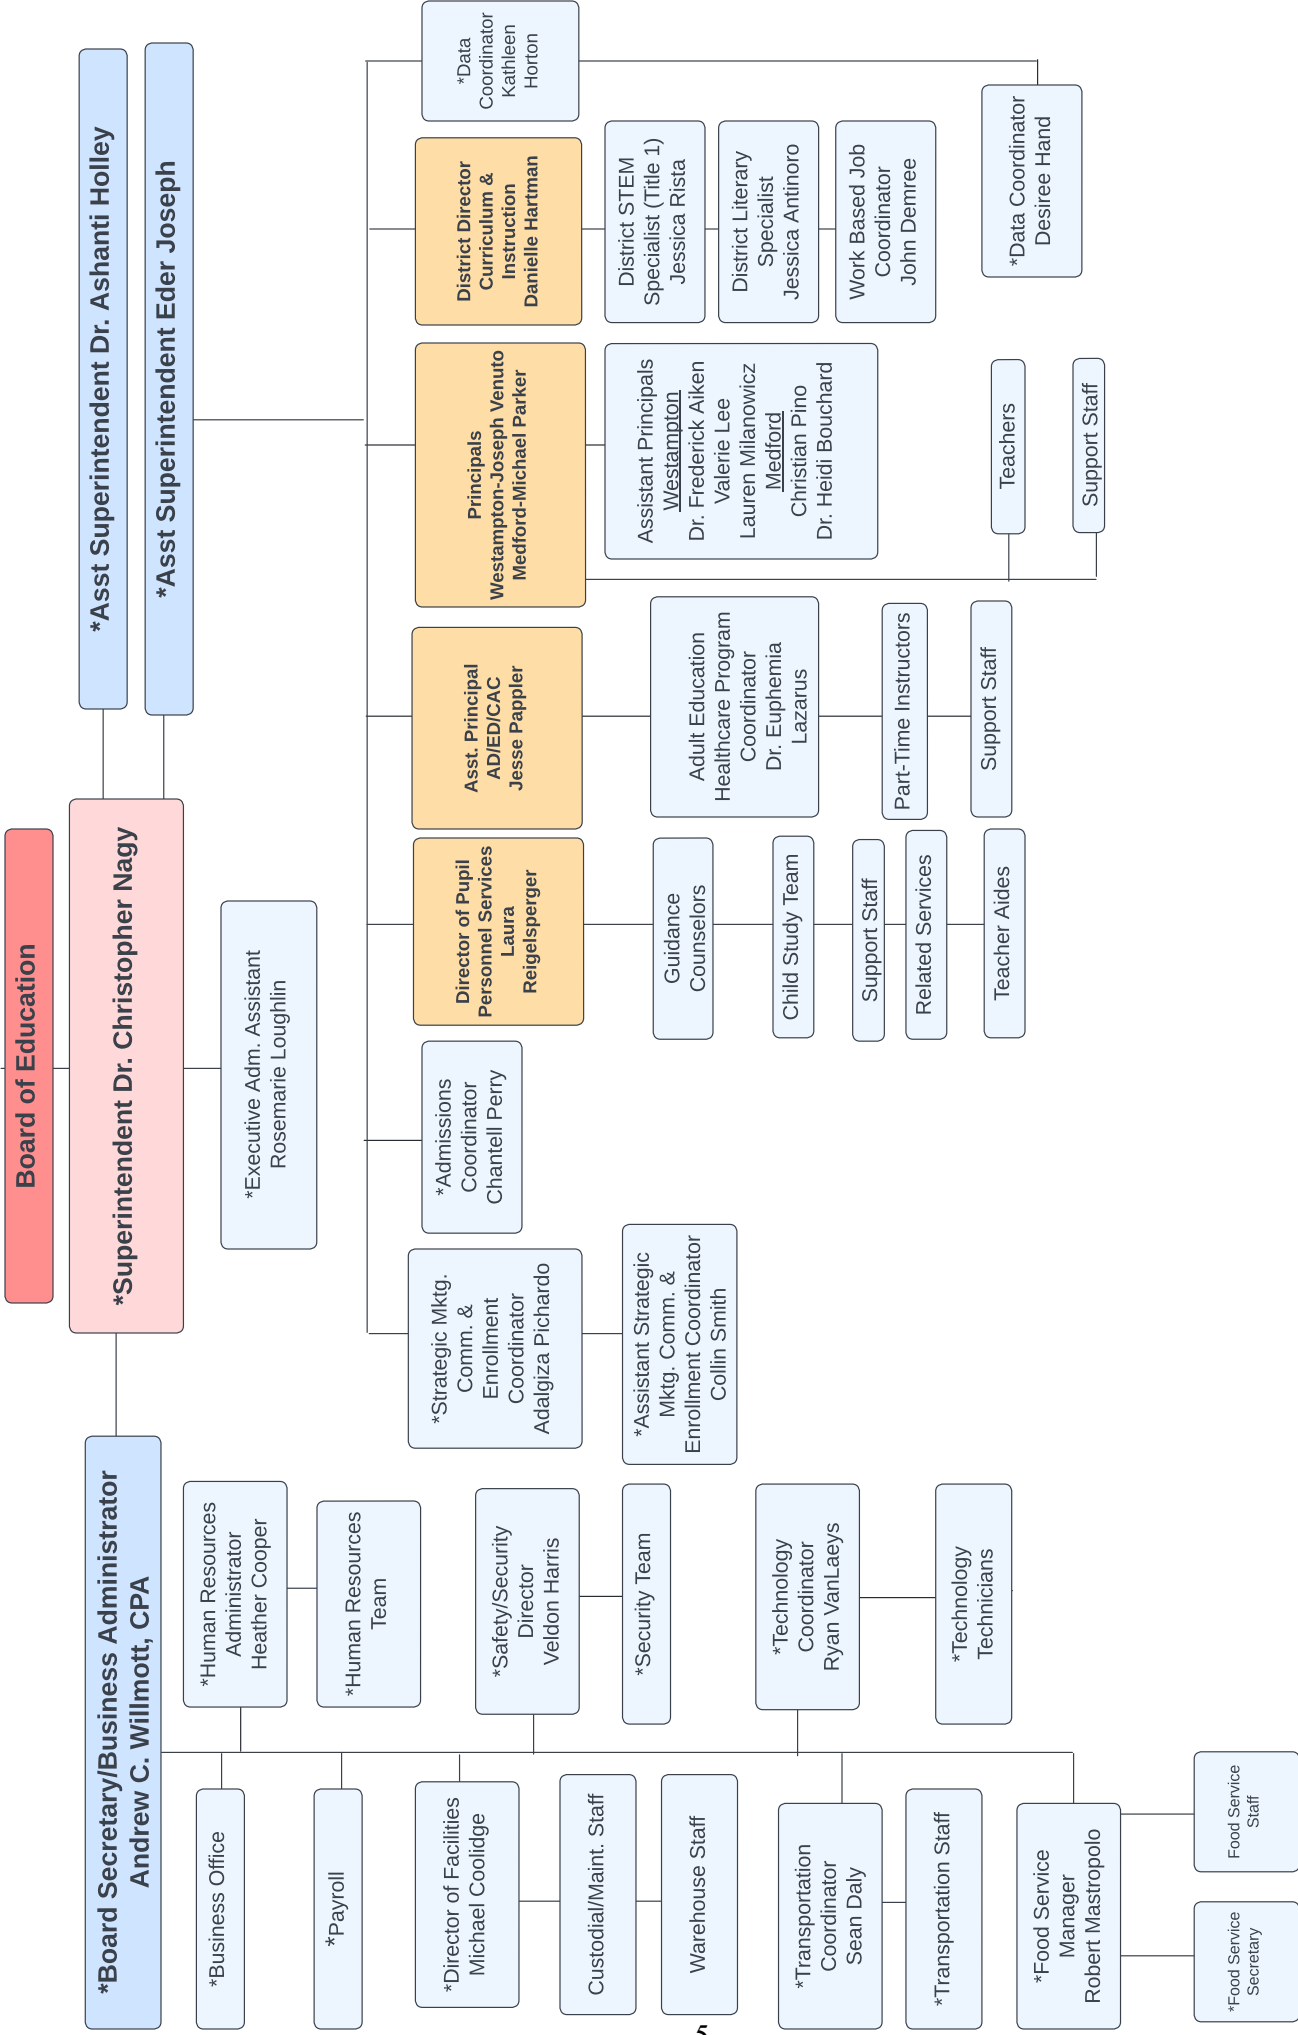 Board of Education
*Superintendent Dr. Christopher Nagy
*Asst Superintendent Dr. Ashanti Holley
*Asst Superintendent Eder Joseph
*Executive Adm. Assistant
Rosemarie Loughlin
*Board Secretary/Business Administrator
Andrew C. Willmott, CPA
*Business Office
*Human Resources
Administrator
Heather Cooper
*Payroll
*Human Resources
Team
*Director of Facilities
Michael Coolidge
Custodial/Maint. Staff
Warehouse Staff
*Safety/Security
Director
Veldon Harris
*Security Team
*Transportation
Coordinator
Sean Daly
*Transportation Staff
*Technology
Coordinator
Ryan VanLaeys
*Technology
Technicians
*Food Service
Manager
Robert Mastropolo
*Food Service
Secretary
Food Service
Staff
*Strategic Mktg.
Comm. &
Enrollment
Coordinator
Adalgiza Pichardo
*Assistant Strategic
Mktg. Comm. &
Enrollment Coordinator
Collin Smith
*Admissions
Coordinator
Chantell Perry
Director of Pupil
Personnel Services
Laura
Reigelsperger
Guidance
Counselors
Child Study Team
Support Staff
Related Services
Teacher Aides
Asst. Principal
AD/ED/CAC
Jesse Pappler
Adult Education
Healthcare Program
Coordinator
Dr. Euphemia
Lazarus
Part-Time Instructors
Support Staff
Principals
Westampton-Joseph Venuto
Medford-Michael Parker
Assistant Principals
Westampton
Dr. Frederick Aiken
Valerie Lee
Lauren Milanowicz
Medford
Christian Pino
Dr. Heidi Bouchard
Teachers
Support Staff
District Director
Curriculum &
Instruction
Danielle Hartman
District STEM
Specialist (Title 1)
Jessica Rista
District Literary
Specialist
Jessica Antinoro
Work Based Job
Coordinator
John Demree
*Data
Coordinator
Kathleen
Horton
*Data Coordinator
Desiree Hand
5